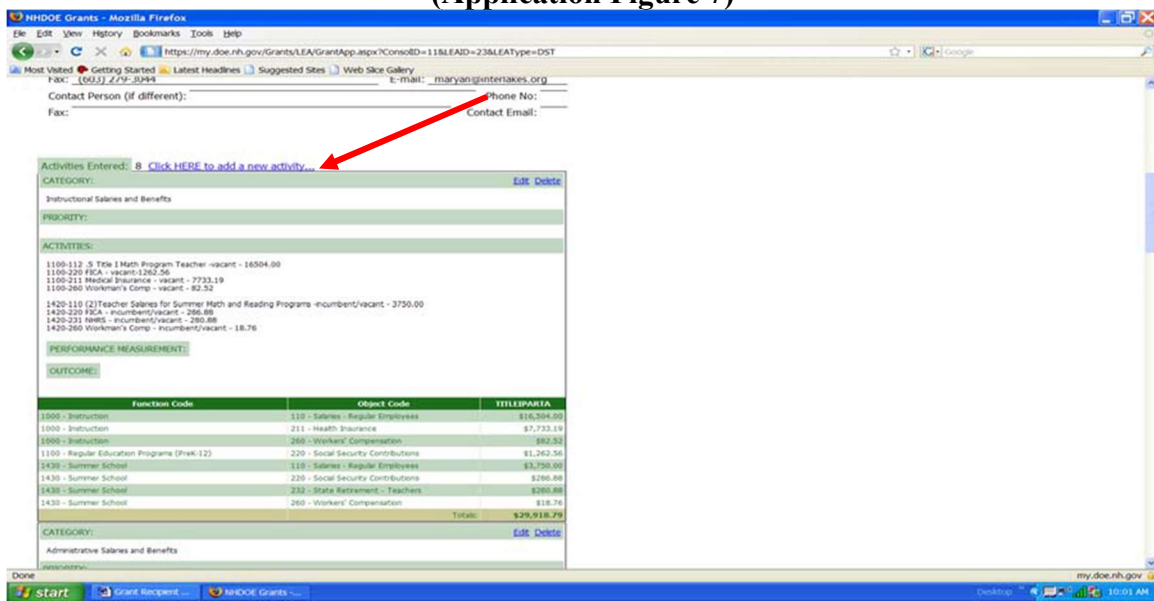 (Application Figure 7)
NHDOE Grants - Mozilla Firefox
File Edit View History Bookmarks Tools Help
https://my.doe.nh.gov/Grants/LEA/GrantApp.aspx?ConsolID=11&LEAID=23&LEAType=DST
Google
Most Visited Getting Started Latest Headlines Suggested Sites Web Slice Gallery
Fax: (603) 279-3044 E-mail: maryan@interlakes.org
Contact Person (if different): Phone No:
Fax: Contact Email:
Activities Entered: 8 Click HERE to add a new activity...
CATEGORY: Edit Delete
Instructional Salaries and Benefits
PRIORITY:
ACTIVITIES:
1100-112 .5 Title I Math Program Teacher -vacant - 16504.00
1100-220 FICA - vacant-1262.56
1100-211 Medical Insurance - vacant - 7733.19
1100-260 Workman's Comp - vacant - 82.52
1420-110 (2)Teacher Salaries for Summer Math and Reading Programs -incumbent/vacant - 3750.00
1420-220 FICA - incumbent/vacant - 286.88
1420-231 NHRS - incumbent/vacant - 280.88
1420-260 Workman's Comp - incumbent/vacant - 18.76
PERFORMANCE MEASUREMENT:
OUTCOME:
Function Code Object Code TITLEIPARTA
1000 - Instruction 110 - Salaries - Regular Employees $16,504.00
1000 - Instruction 211 - Health Insurance $7,733.19
1000 - Instruction 260 - Workers' Compensation $82.52
1100 - Regular Education Programs (PreK-12) 220 - Social Security Contributions $1,262.56
1430 - Summer School 110 - Salaries - Regular Employees $3,750.00
1430 - Summer School 220 - Social Security Contributions $286.88
1430 - Summer School 232 - State Retirement - Teachers $280.88
1430 - Summer School 260 - Workers' Compensation $18.76
Totals: $29,918.79
CATEGORY: Edit Delete
Administrative Salaries and Benefits
PRIORITY:
Done my.doe.nh.gov
start Grant Recipient ... NHDOE Grants -... Desktop 10:01 AM